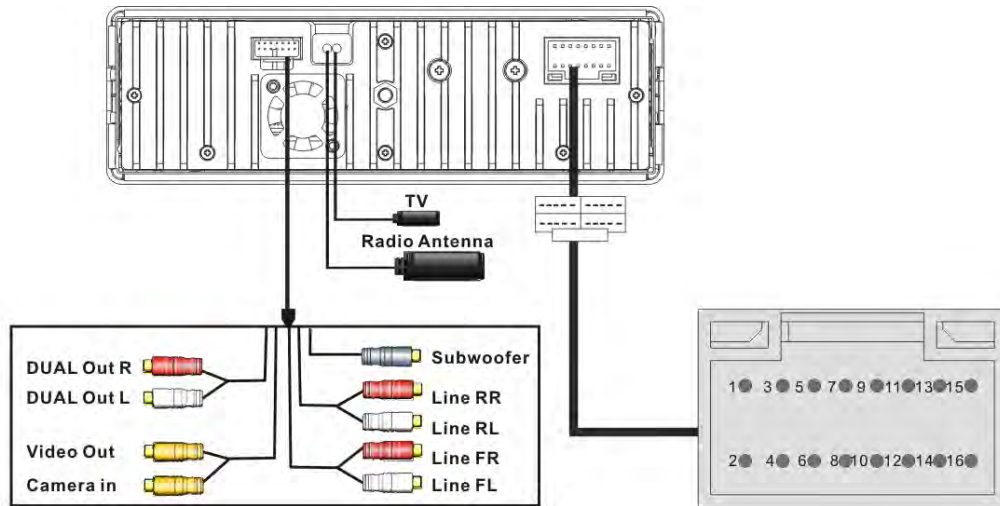 TV
Radio Antenna
DUAL Out R
DUAL Out L
Video Out
Camera in
Subwoofer
Line RR
Line RL
Line FR
Line FL
1 3 5 7 9 11 13 15
2 4 6 8 10 12 14 16